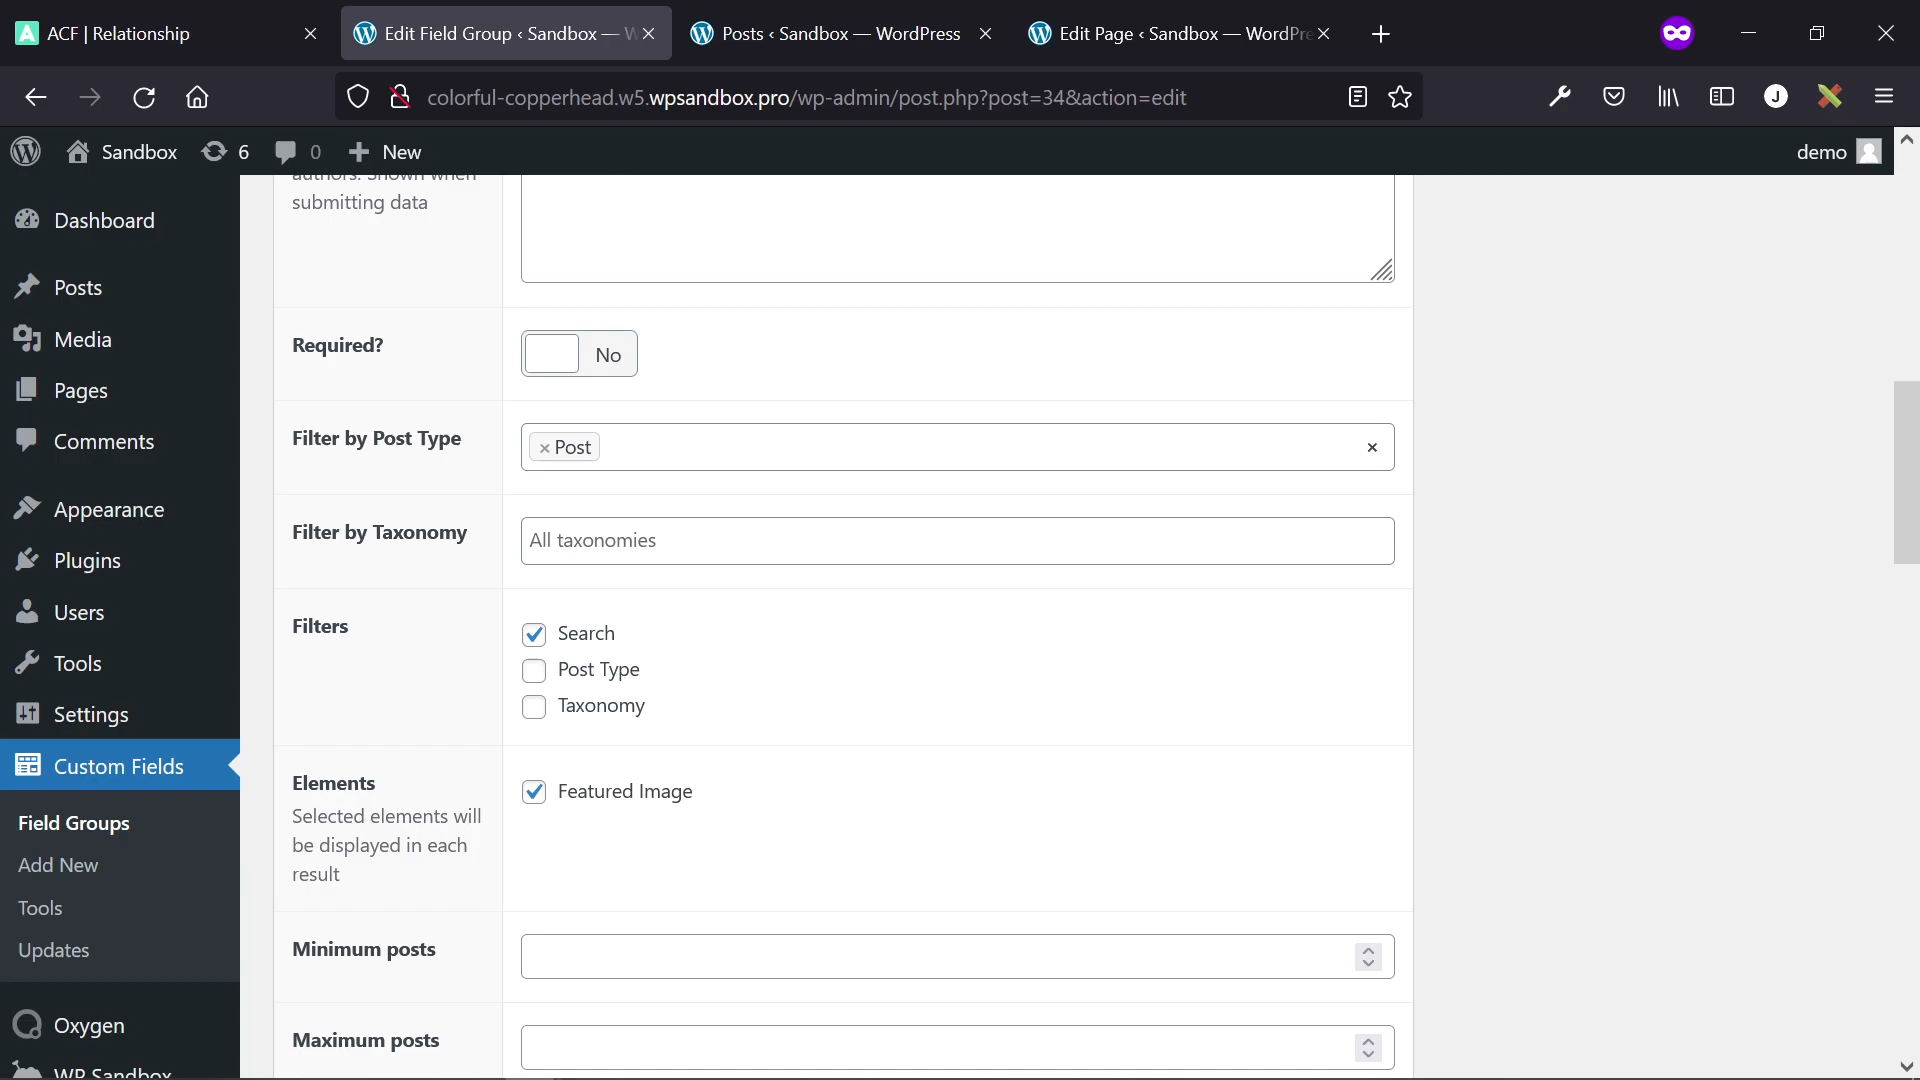 ACF | Relationship
Edit Field Group ‹ Sandbox — W
Posts ‹ Sandbox — WordPress
Edit Page ‹ Sandbox — WordPre
colorful-copperhead.w5.wpsandbox.pro/wp-admin/post.php?post=34&action=edit
J
Sandbox
6
0
New
demo
Dashboard
Posts
Media
Pages
Comments
Appearance
Plugins
Users
Tools
Settings
Custom Fields
Field Groups
Add New
Tools
Updates
Oxygen
WP Sandbox
authors. Shown when
submitting data
Required?
No
Filter by Post Type
× Post
×
Filter by Taxonomy
All taxonomies
Filters
Search
Post Type
Taxonomy
Elements
Selected elements will
be displayed in each
result
Featured Image
Minimum posts
Maximum posts